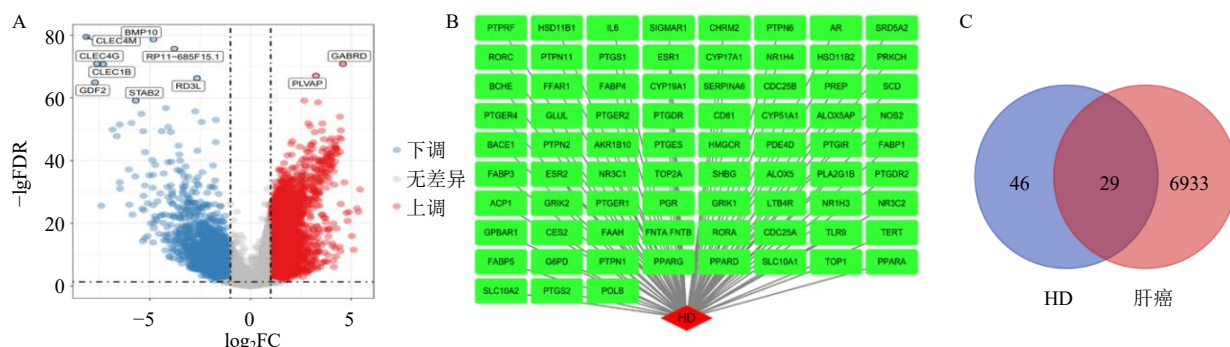 A
80
60
40
20
0
−lgFDR
BMP10
CLEC4M
CLEC4G
RP11−685F15.1
CLEC1B
GDF2
STAB2
RD3L
PLVAP
GABRD
−5 0 5
log₂FC
下调
无差异
上调
B
PTPRF HSD11B1 IL6 SIGMAR1 CHRM2 PTPN6 AR SRD5A2
RORC PTPN11 PTGS1 ESR1 CYP17A1 NR1H4 HSD11B2 PRKCH
BCHE FFAR1 FABP4 CYP19A1 SERPINA6 CDC25B PREP SCD
PTGER4 GLUL PTGER2 PTGDR CD81 CYP51A1 ALOX5AP NOS2
BACE1 PTPN2 AKR1B10 PTGES HMGCR PDE4D PTGIR FABP1
FABP3 ESR2 NR3C1 TOP2A SHBG ALOX5 PLA2G1B PTGDR2
ACP1 GRIK2 PTGER1 PGR GRIK1 LTB4R NR1H3 NR3C2
GPBAR1 CES2 FAAH FNTA FNTB RORA CDC25A TLR9 TERT
FABP5 G6PD PTPN1 PPARG PPARD SLC10A1 TOP1 PPARA
SLC10A2 PTGS2 POLB
HD
C
46 29 6933
HD 肝癌